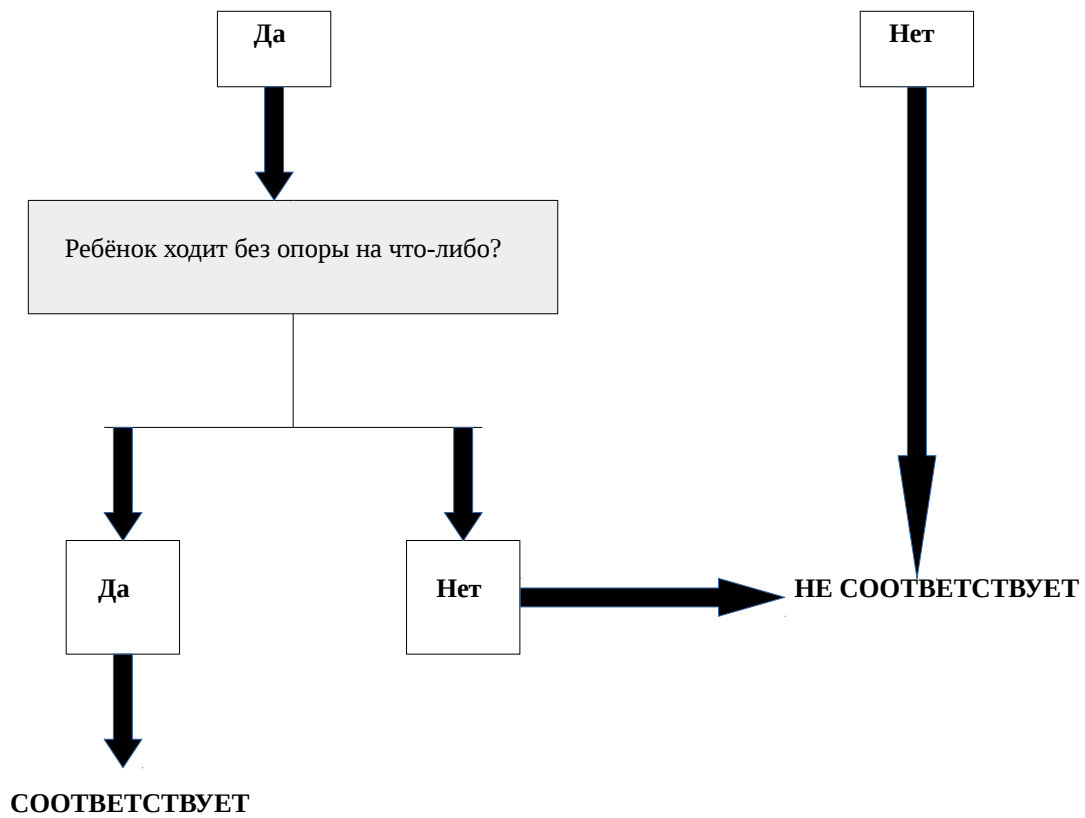 Да
Нет
Ребёнок ходит без опоры на что-либо?
Да
Нет
НЕ СООТВЕТСТВУЕТ
СООТВЕТСТВУЕТ